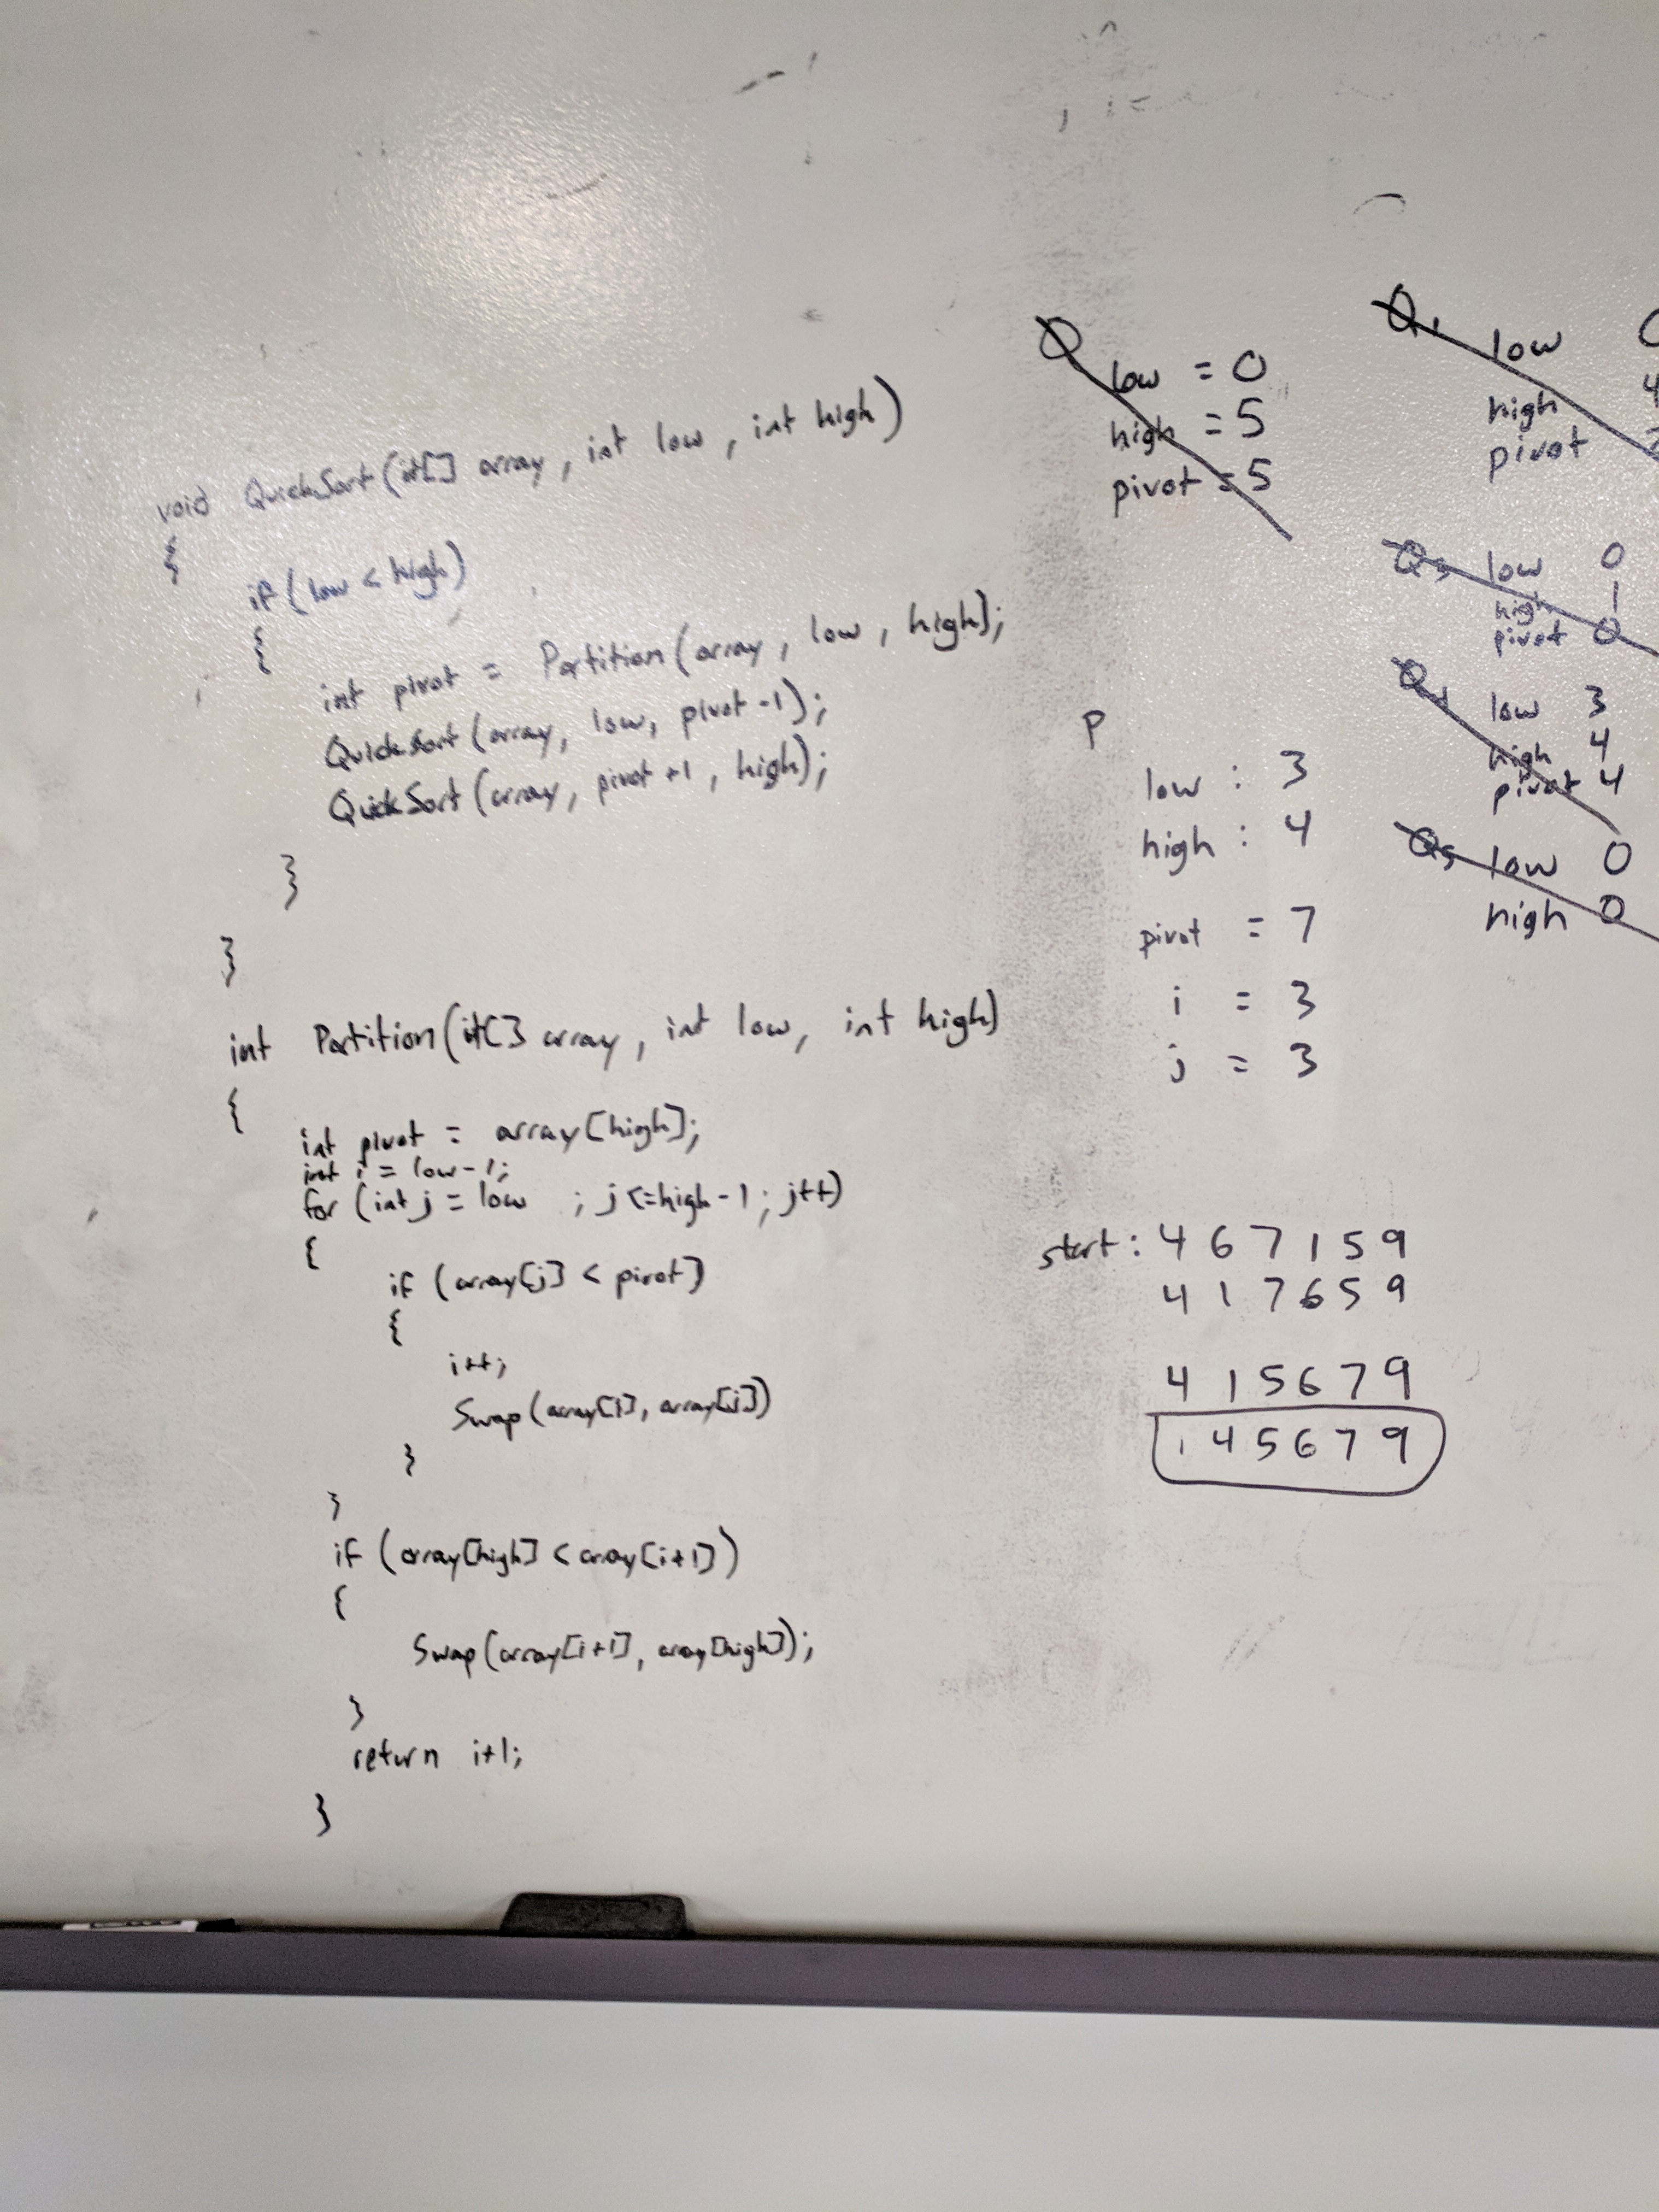 void QuickSort(int[] array, int low, int high)
{
if (low < high)
{
int pivot = Partition(array, low, high);
QuickSort(array, low, pivot-1);
QuickSort(array, pivot+1, high);
}
}
int Partition(int[] array, int low, int high)
{
int pivot = array[high];
int i = low-1;
for (int j = low ; j <= high-1; j++)
{
if (array[j] < pivot)
{
i++;
Swap(array[i], array[j])
}
}
if (array[high] < array[i+1])
{
Swap(array[i+1], array[high]);
}
return i+1;
}
Q
low = 0
high = 5
pivot = 5
Q1 low
high 4
pivot
Q3 low 0
high 1
pivot 0
Q4 low 3
high 4
pivot 4
Q5 low 0
high 0
P
low : 3
high : 4
pivot = 7
i = 3
j = 3
start: 4 6 7 1 5 9
4 1 7 6 5 9
4 1 5 6 7 9
1 4 5 6 7 9